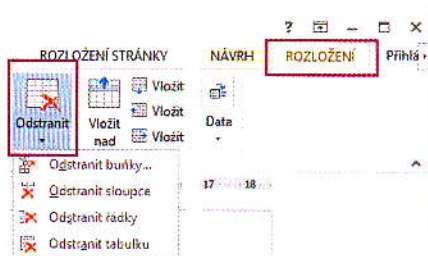 ?
ROZLOŽENÍ STRÁNKY NÁVRH ROZLOŽENÍ Přihlá
Odstranit
Vložit
nad
Vložit
Vložit
Vložit
Data
Odstranit buňky...
Odstranit sloupce
Odstranit řádky
Odstranit tabulku
17 18